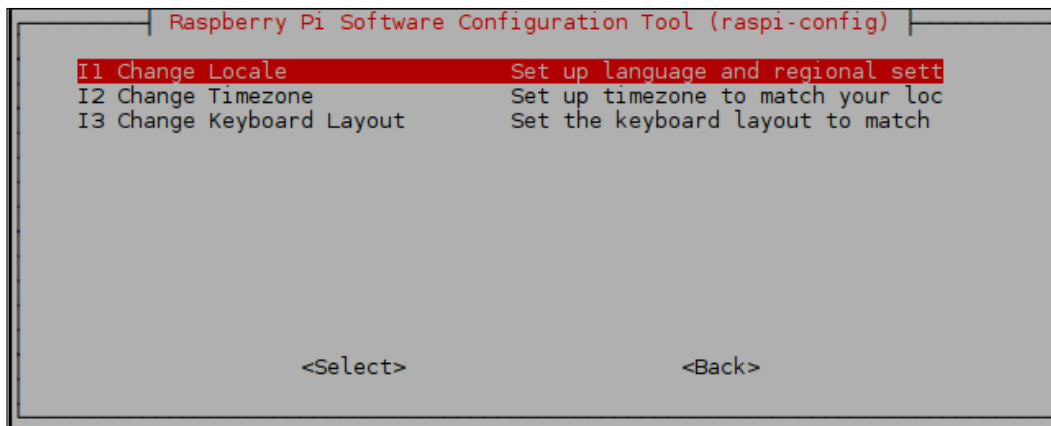 Raspberry Pi Software Configuration Tool (raspi-config)
I1 Change Locale Set up language and regional sett
I2 Change Timezone Set up timezone to match your loc
I3 Change Keyboard Layout Set the keyboard layout to match
<Select> <Back>